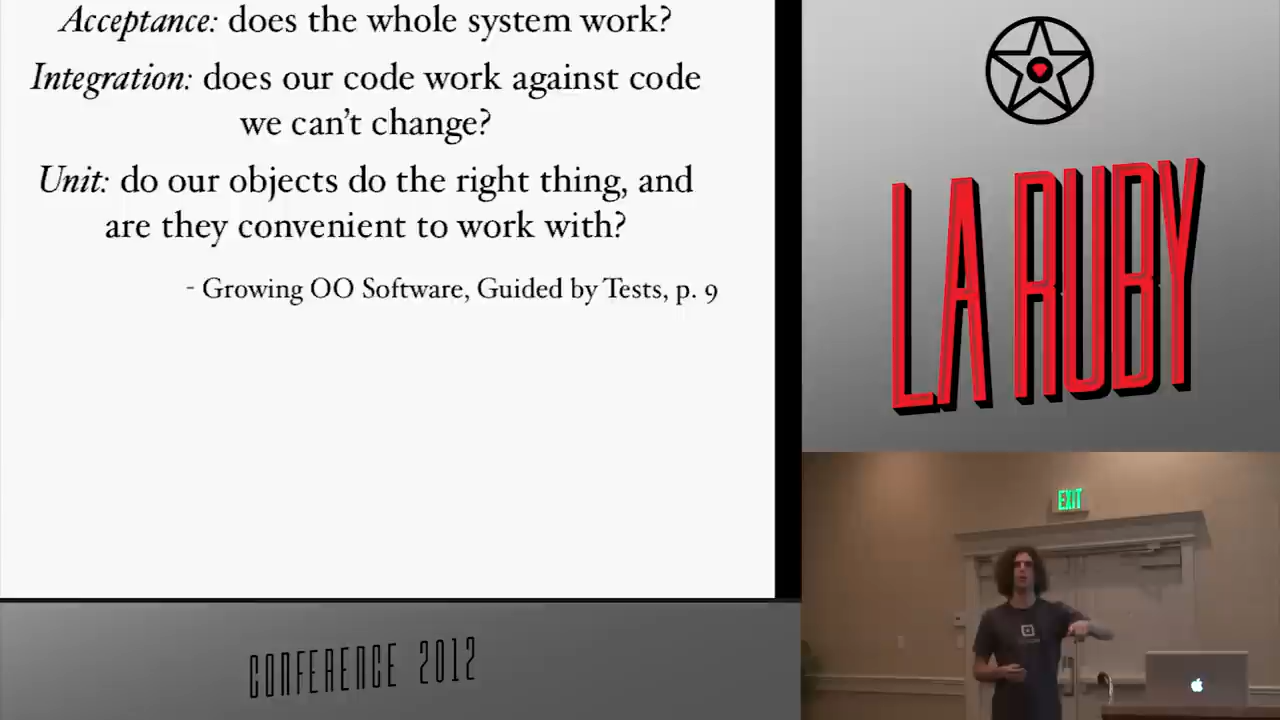 Acceptance: does the whole system work?
Integration: does our code work against code
we can't change?
Unit: do our objects do the right thing, and
are they convenient to work with?
- Growing OO Software, Guided by Tests, p. 9
LA RUBY
EXIT
CONFERENCE 2012